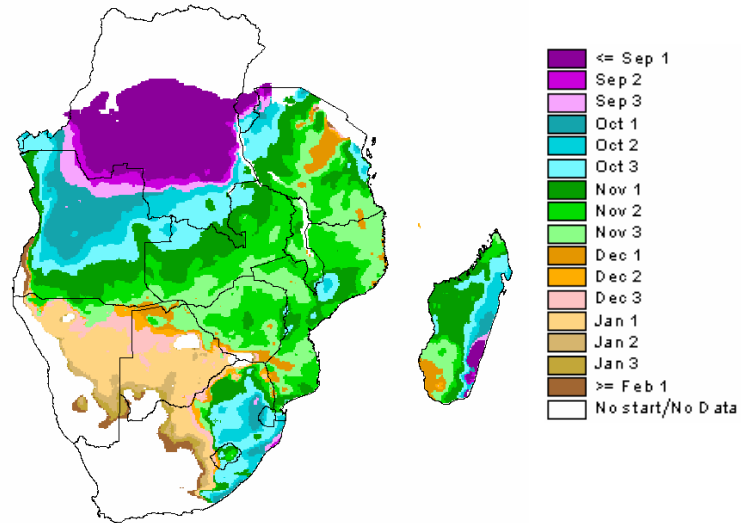 <= Sep 1
Sep 2
Sep 3
Oct 1
Oct 2
Oct 3
Nov 1
Nov 2
Nov 3
Dec 1
Dec 2
Dec 3
Jan 1
Jan 2
Jan 3
>= Feb 1
No start/No Data